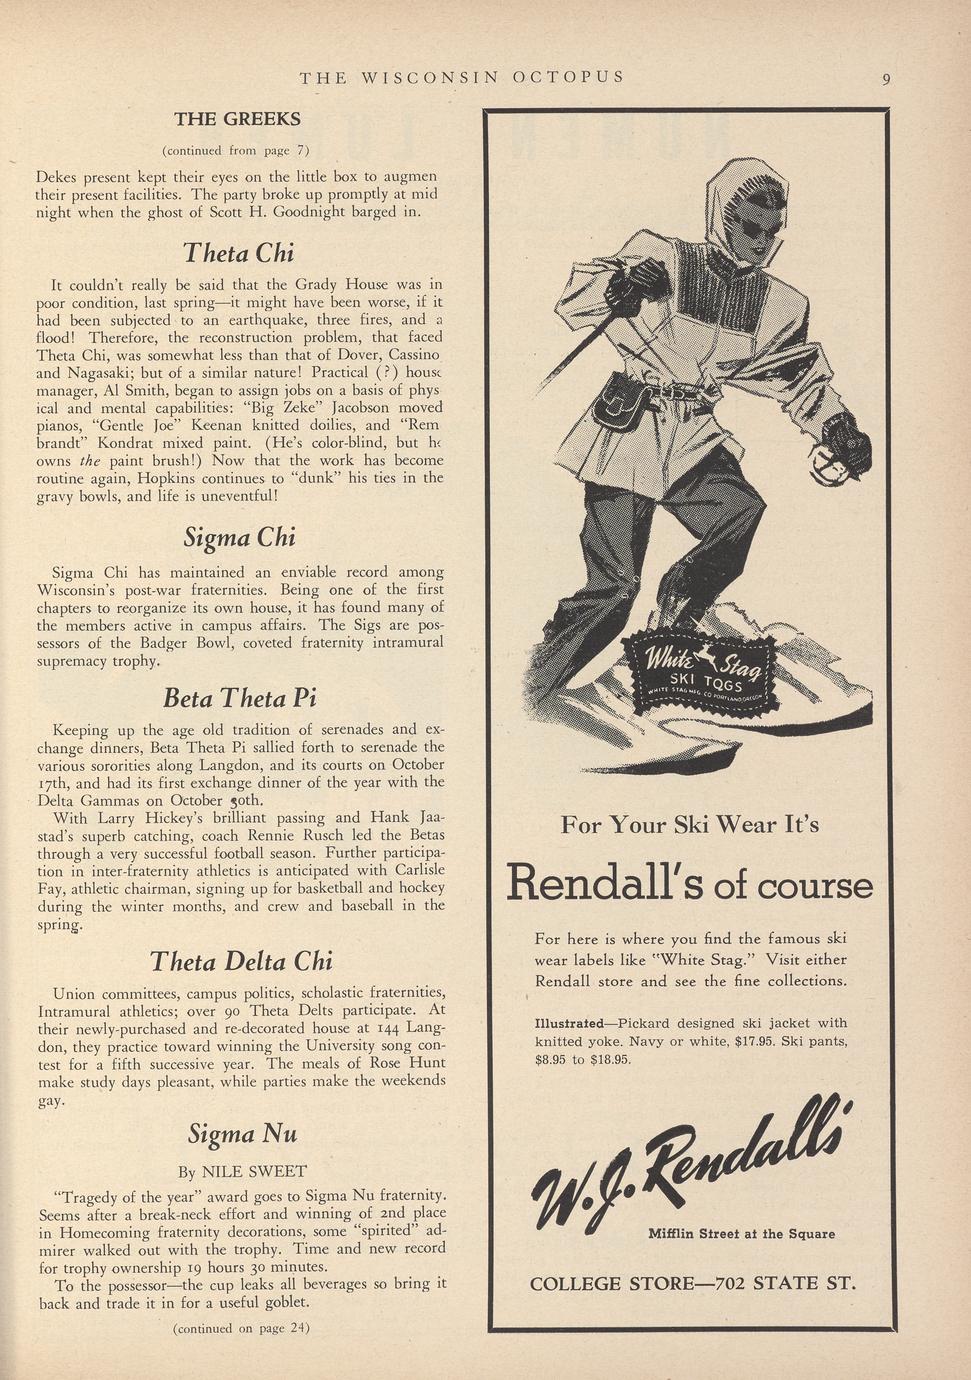 THE WISCONSIN OCTOPUS
9
THE GREEKS
(continued from page 7)
Dekes present kept their eyes on the little box to augmen
their present facilities. The party broke up promptly at mid
night when the ghost of Scott H. Goodnight barged in.
Theta Chi
It couldn't really be said that the Grady House was in
poor condition, last spring—it might have been worse, if it
had been subjected to an earthquake, three fires, and a
flood! Therefore, the reconstruction problem, that faced
Theta Chi, was somewhat less than that of Dover, Cassino
and Nagasaki; but of a similar nature! Practical (?) house
manager, Al Smith, began to assign jobs on a basis of phys
ical and mental capabilities: "Big Zeke" Jacobson moved
pianos, "Gentle Joe" Keenan knitted doilies, and "Rem
brandt" Kondrat mixed paint. (He's color-blind, but he
owns the paint brush!) Now that the work has become
routine again, Hopkins continues to "dunk" his ties in the
gravy bowls, and life is uneventful!
Sigma Chi
Sigma Chi has maintained an enviable record among
Wisconsin's post-war fraternities. Being one of the first
chapters to reorganize its own house, it has found many of
the members active in campus affairs. The Sigs are pos-
sessors of the Badger Bowl, coveted fraternity intramural
supremacy trophy.
Beta Theta Pi
Keeping up the age old tradition of serenades and ex-
change dinners, Beta Theta Pi sallied forth to serenade the
various sororities along Langdon, and its courts on October
17th, and had its first exchange dinner of the year with the
Delta Gammas on October 30th.
With Larry Hickey's brilliant passing and Hank Jaa-
stad's superb catching, coach Rennie Rusch led the Betas
through a very successful football season. Further participa-
tion in inter-fraternity athletics is anticipated with Carlisle
Fay, athletic chairman, signing up for basketball and hockey
during the winter months, and crew and baseball in the
spring.
Theta Delta Chi
Union committees, campus politics, scholastic fraternities,
Intramural athletics; over 90 Theta Delts participate. At
their newly-purchased and re-decorated house at 144 Lang-
don, they practice toward winning the University song con-
test for a fifth successive year. The meals of Rose Hunt
make study days pleasant, while parties make the weekends
gay.
Sigma Nu
By NILE SWEET
"Tragedy of the year" award goes to Sigma Nu fraternity.
Seems after a break-neck effort and winning of 2nd place
in Homecoming fraternity decorations, some "spirited" ad-
mirer walked out with the trophy. Time and new record
for trophy ownership 19 hours 30 minutes.
To the possessor—the cup leaks all beverages so bring it
back and trade it in for a useful goblet.
(continued on page 24)
White Stag
SKI TOGS
WHITE STAG MFG. CO PORTLAND, OREGON
For Your Ski Wear It's
Rendall's of course
For here is where you find the famous ski
wear labels like "White Stag." Visit either
Rendall store and see the fine collections.
Illustrated—Pickard designed ski jacket with
knitted yoke. Navy or white, $17.95. Ski pants,
$8.95 to $18.95.
W. J. Rendall's
Mifflin Street at the Square
COLLEGE STORE—702 STATE ST.